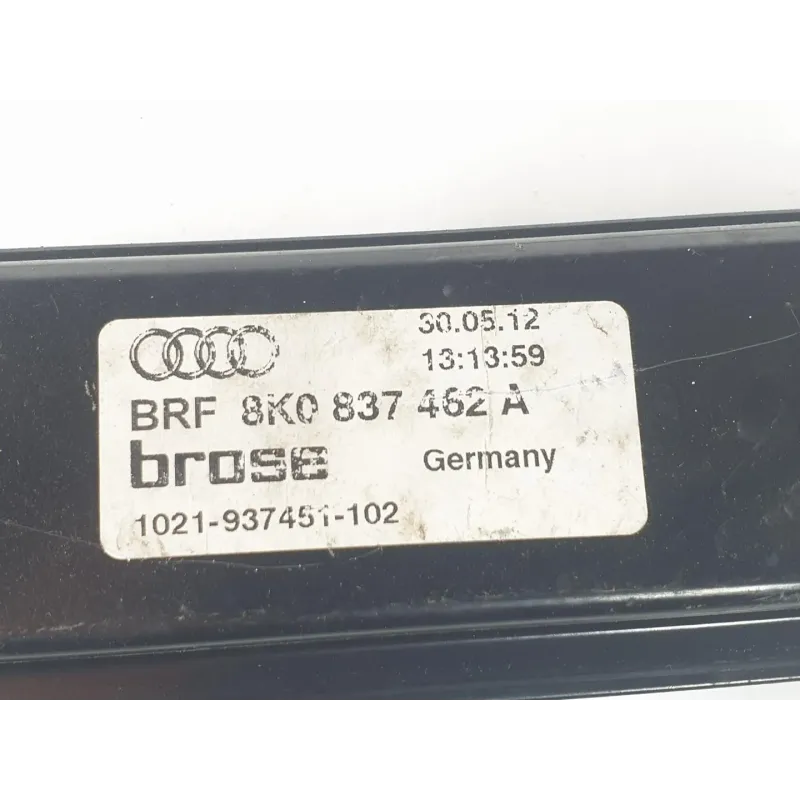 30.05.12
13:13:59
BRF 8K0 837 462 A
brose Germany
1021-937451-102